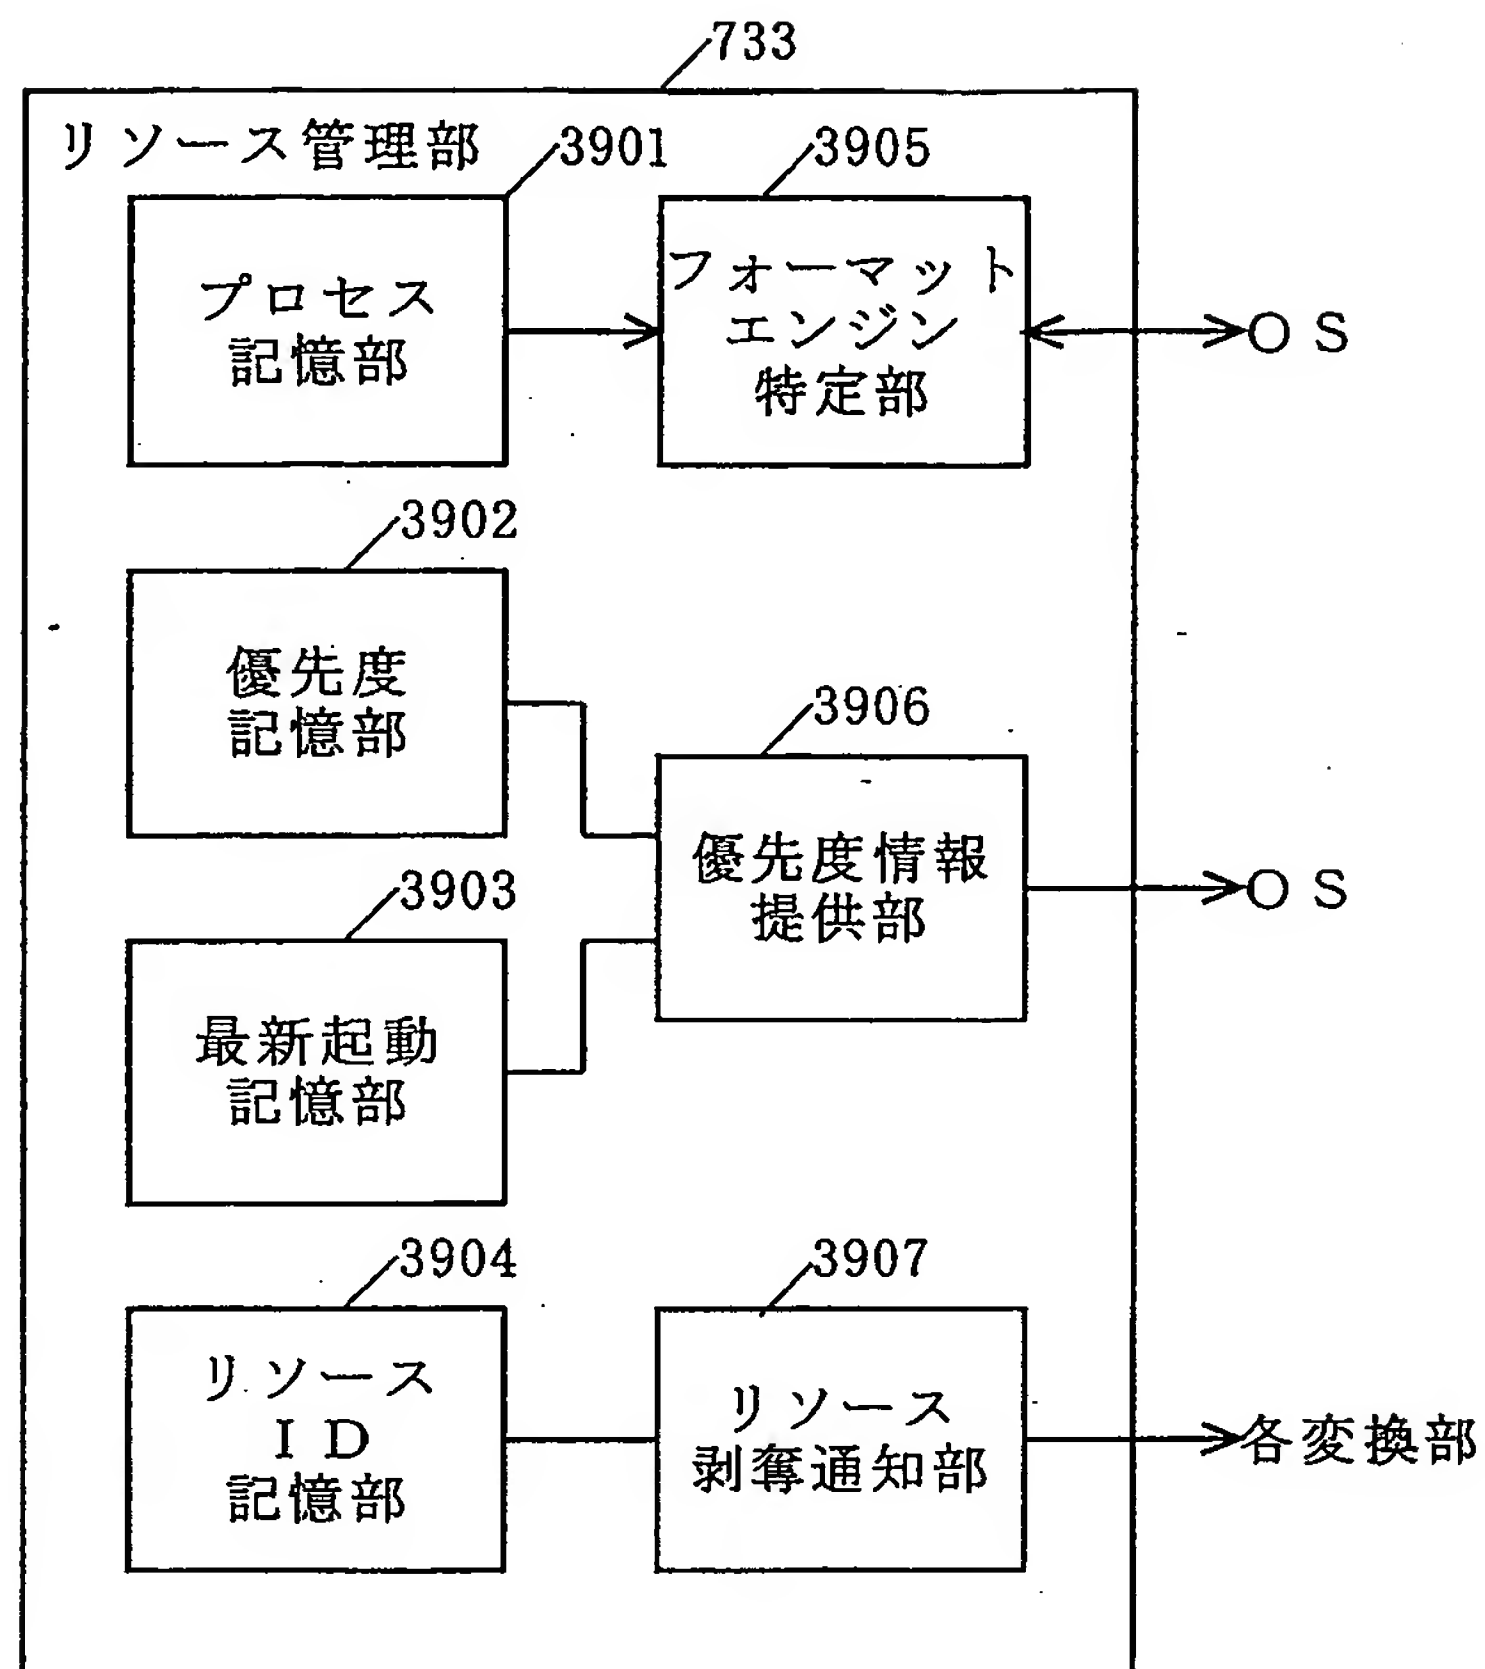 733
リソース管理部
3901
3905
プロセス
記憶部
フォーマット
エンジン
特定部
OS
3902
優先度
記憶部
3906
優先度情報
提供部
OS
3903
最新起動
記憶部
3904
3907
リソース
ID
記憶部
リソース
剥奪通知部
各変換部